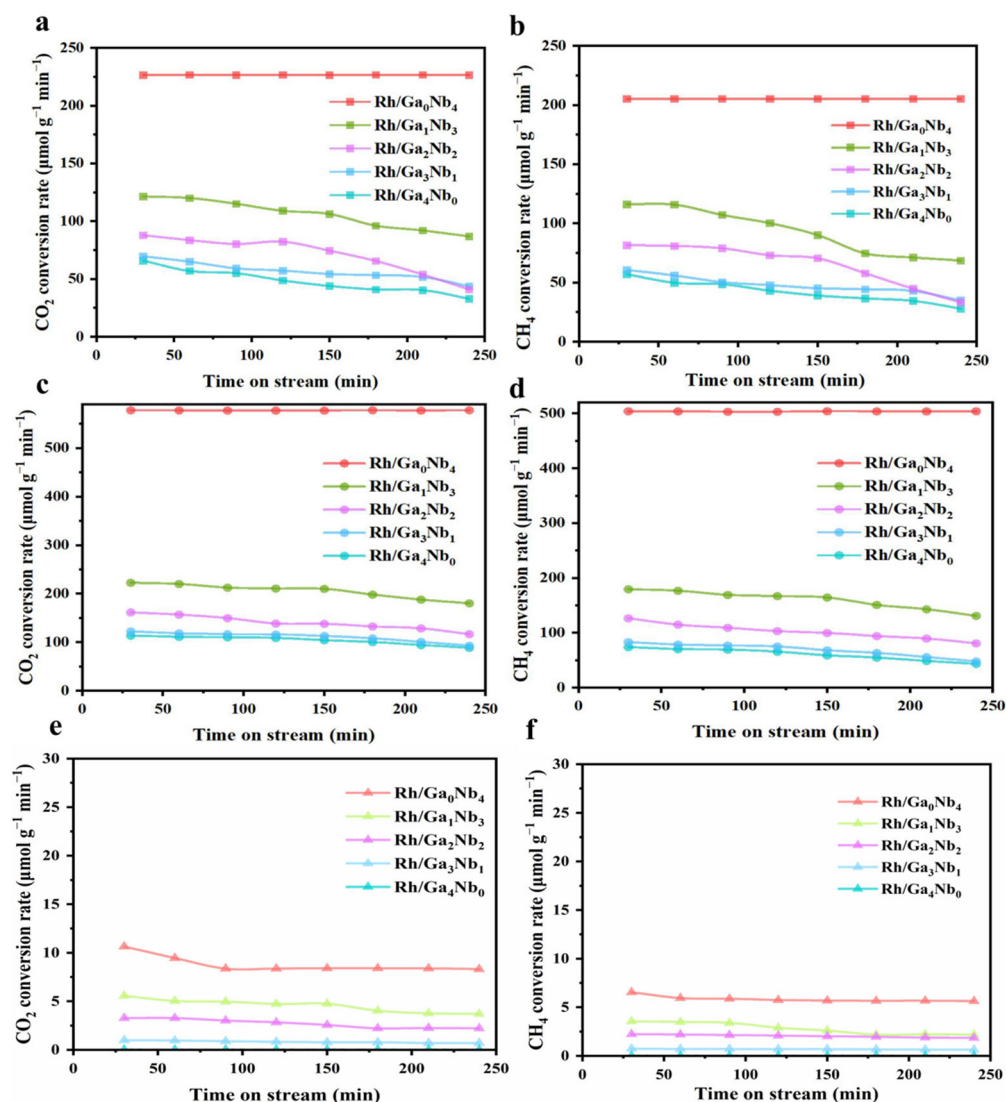 a
CO₂ conversion rate (μmol g⁻¹ min⁻¹)
250
200
150
100
50
0
Rh/Ga₀Nb₄
Rh/Ga₁Nb₃
Rh/Ga₂Nb₂
Rh/Ga₃Nb₁
Rh/Ga₄Nb₀
0 50 100 150 200 250
Time on stream (min)
b
CH₄ conversion rate (μmol g⁻¹ min⁻¹)
250
200
150
100
50
0
Rh/Ga₀Nb₄
Rh/Ga₁Nb₃
Rh/Ga₂Nb₂
Rh/Ga₃Nb₁
Rh/Ga₄Nb₀
0 50 100 150 200 250
Time on stream (min)
c
CO₂ conversion rate (μmol g⁻¹ min⁻¹)
500
400
300
200
100
0
Rh/Ga₀Nb₄
Rh/Ga₁Nb₃
Rh/Ga₂Nb₂
Rh/Ga₃Nb₁
Rh/Ga₄Nb₀
0 50 100 150 200 250
Time on stream (min)
d
CH₄ conversion rate (μmol g⁻¹ min⁻¹)
500
400
300
200
100
0
Rh/Ga₀Nb₄
Rh/Ga₁Nb₃
Rh/Ga₂Nb₂
Rh/Ga₃Nb₁
Rh/Ga₄Nb₀
0 50 100 150 200 250
Time on stream (min)
e
CO₂ conversion rate (μmol g⁻¹ min⁻¹)
30
25
20
15
10
5
0
Rh/Ga₀Nb₄
Rh/Ga₁Nb₃
Rh/Ga₂Nb₂
Rh/Ga₃Nb₁
Rh/Ga₄Nb₀
0 50 100 150 200 250
Time on stream (min)
f
CH₄ conversion rate (μmol g⁻¹ min⁻¹)
30
25
20
15
10
5
0
Rh/Ga₀Nb₄
Rh/Ga₁Nb₃
Rh/Ga₂Nb₂
Rh/Ga₃Nb₁
Rh/Ga₄Nb₀
0 50 100 150 200 250
Time on stream (min)